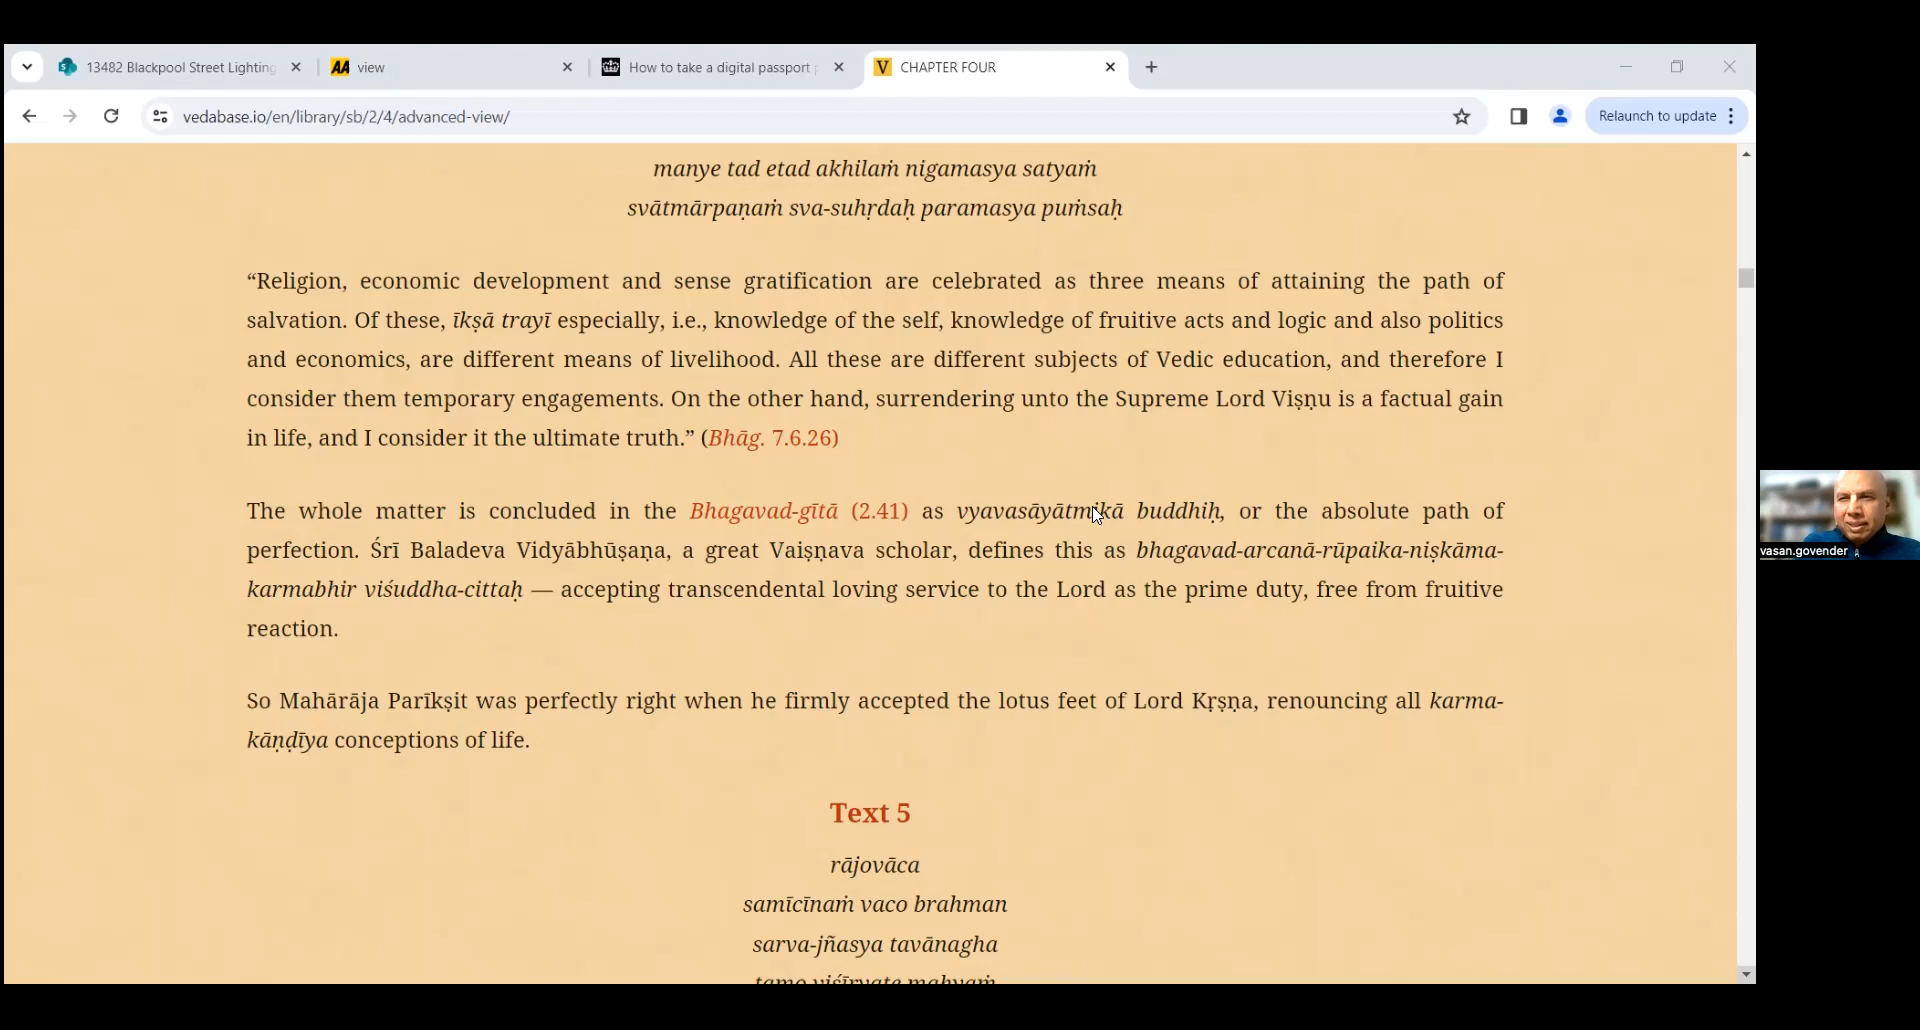 13482 Blackpool Street Lighting
view
How to take a digital passport p
CHAPTER FOUR
vedabase.io/en/library/sb/2/4/advanced-view/
Relaunch to update
manye tad etad akhilaṁ nigamasya satyaṁ
svātmārpaṇaṁ sva-suhṛdaḥ paramasya puṁsaḥ
“Religion, economic development and sense gratification are celebrated as three means of attaining the path of
salvation. Of these, īkṣā trayī especially, i.e., knowledge of the self, knowledge of fruitive acts and logic and also politics
and economics, are different means of livelihood. All these are different subjects of Vedic education, and therefore I
consider them temporary engagements. On the other hand, surrendering unto the Supreme Lord Viṣṇu is a factual gain
in life, and I consider it the ultimate truth.” (Bhāg. 7.6.26)
The whole matter is concluded in the Bhagavad-gītā (2.41) as vyavasāyātmikā buddhiḥ, or the absolute path of
perfection. Śrī Baladeva Vidyābhūṣaṇa, a great Vaiṣṇava scholar, defines this as bhagavad-arcanā-rūpaika-niṣkāma-
karmabhir viśuddha-cittaḥ — accepting transcendental loving service to the Lord as the prime duty, free from fruitive
reaction.
So Mahārāja Parīkṣit was perfectly right when he firmly accepted the lotus feet of Lord Kṛṣṇa, renouncing all karma-
kāṇḍīya conceptions of life.
Text 5
rājovāca
samīcīnaṁ vaco brahman
sarva-jñasya tavānagha
tamo viśīryate mahyaṁ
vasan.govender